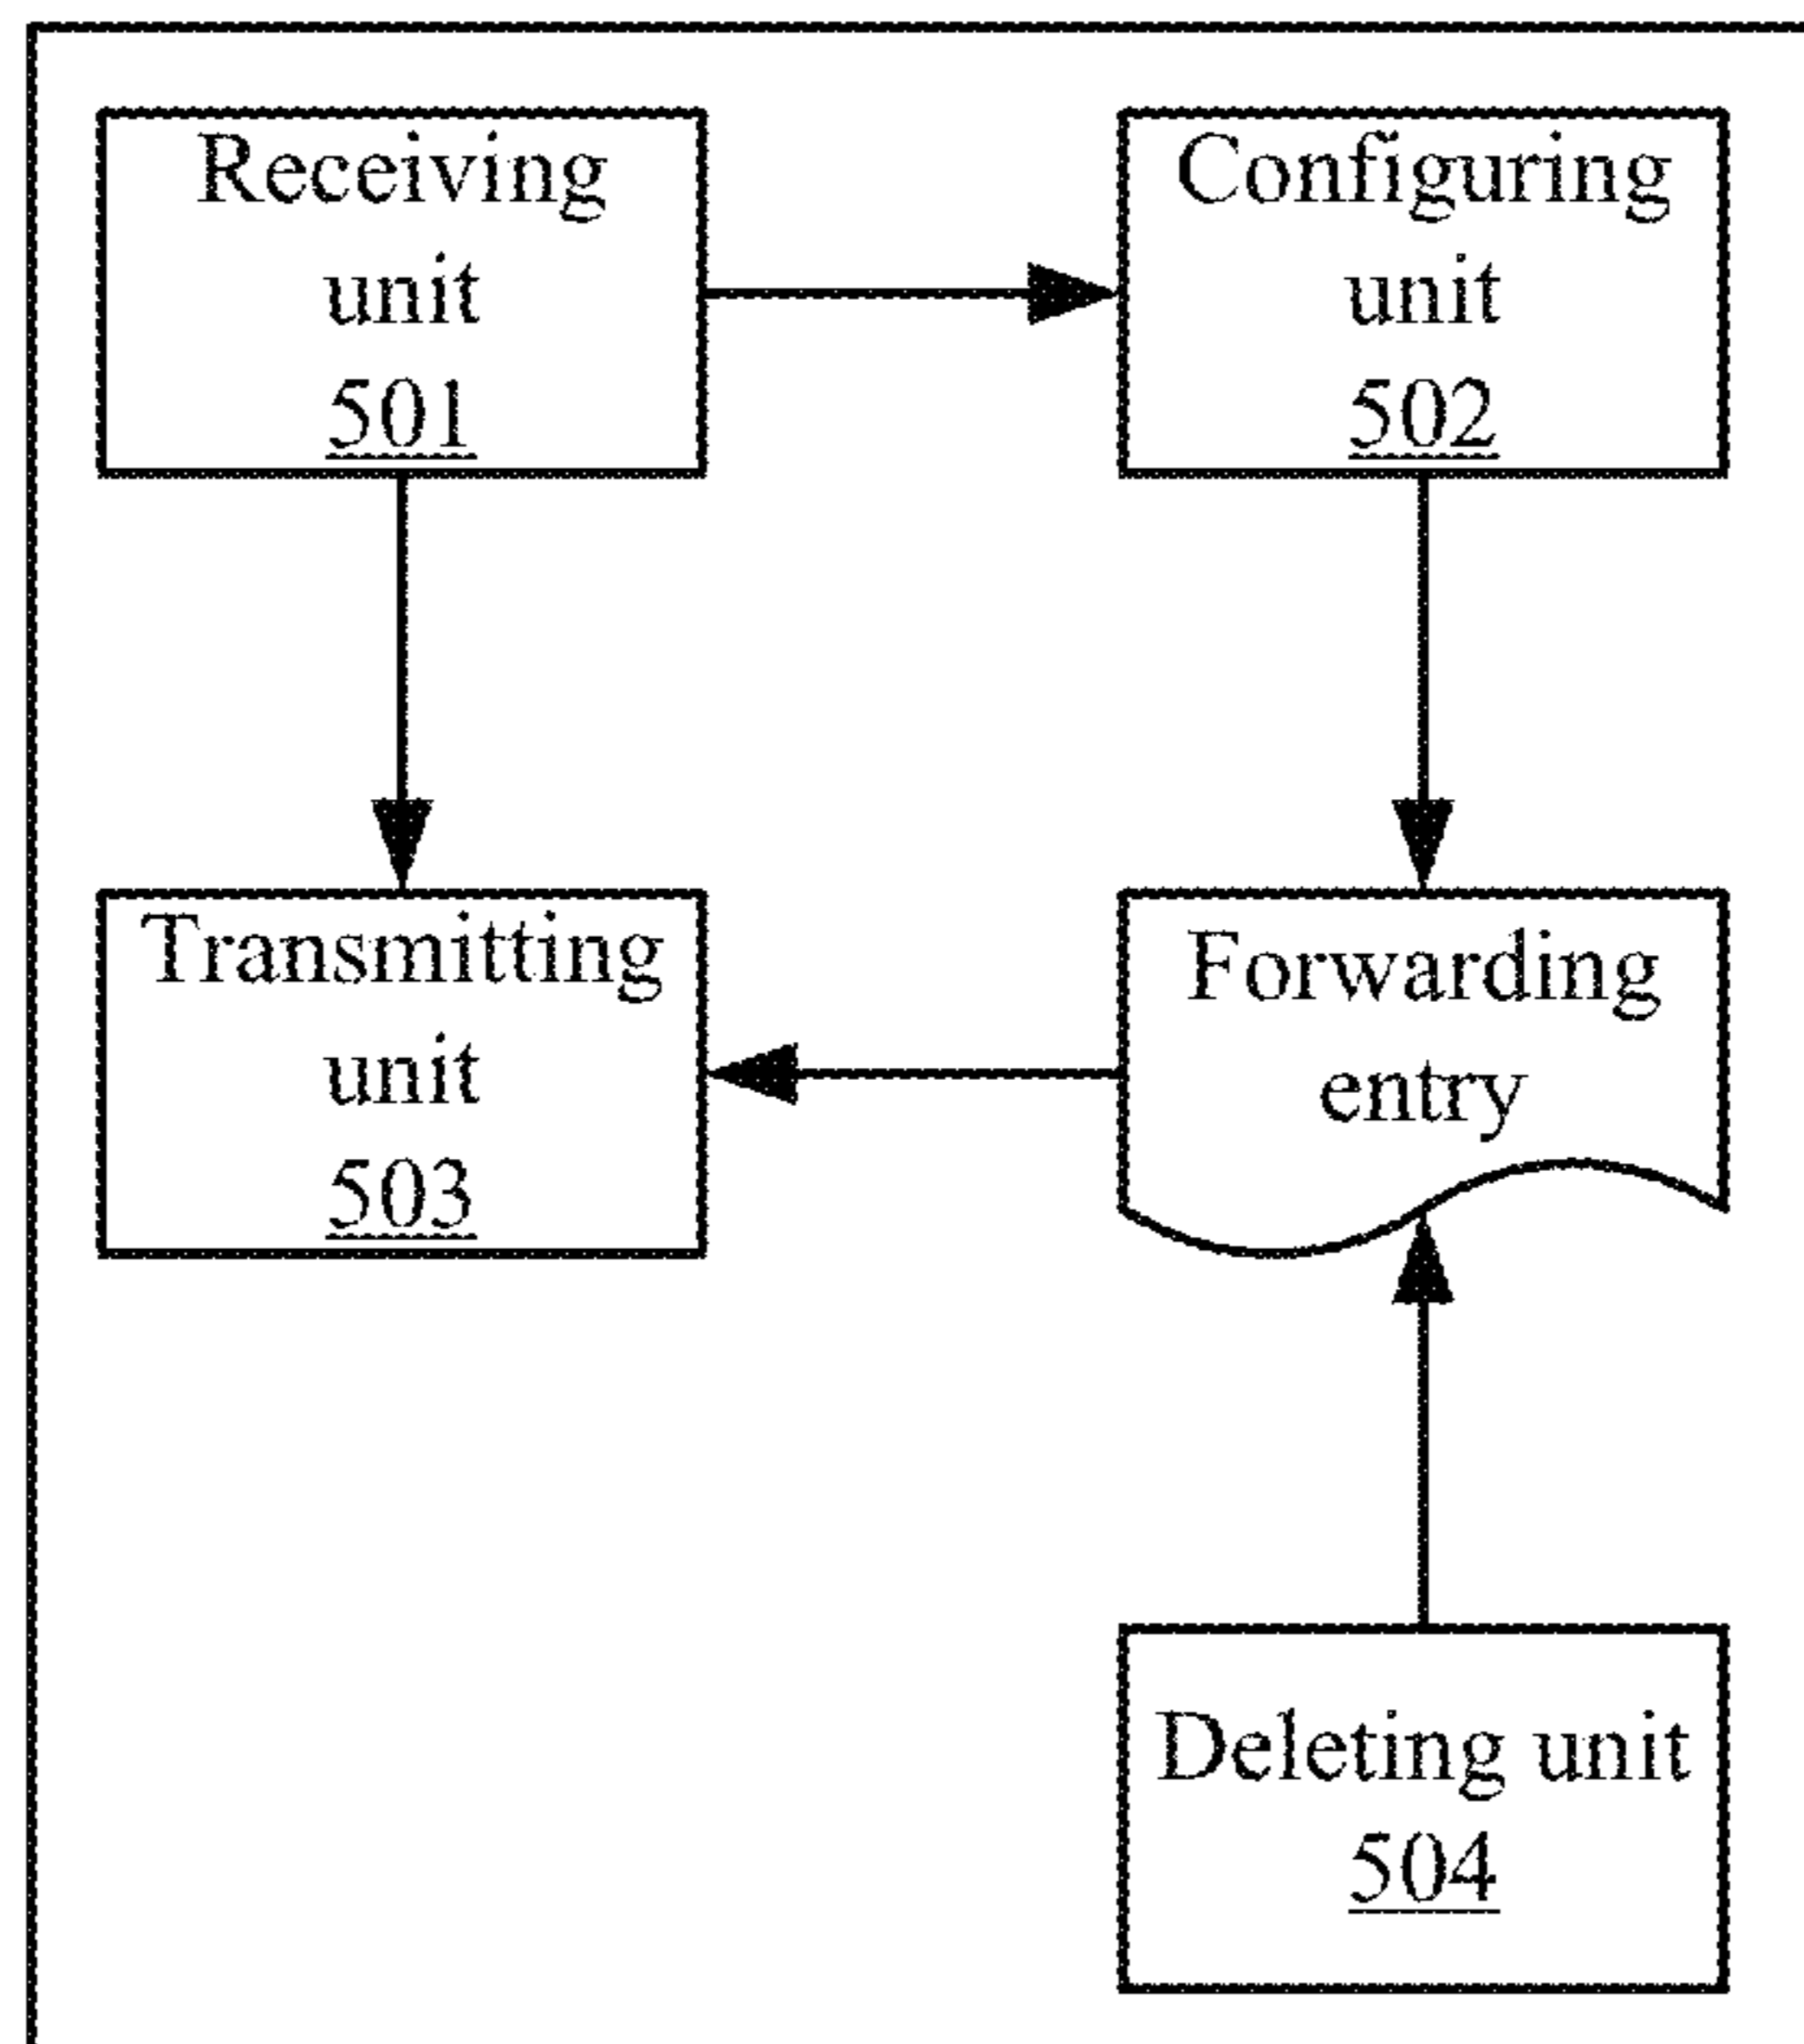 Receiving
unit
501
Configuring
unit
502
Transmitting
unit
503
Forwarding
entry
Deleting unit
504